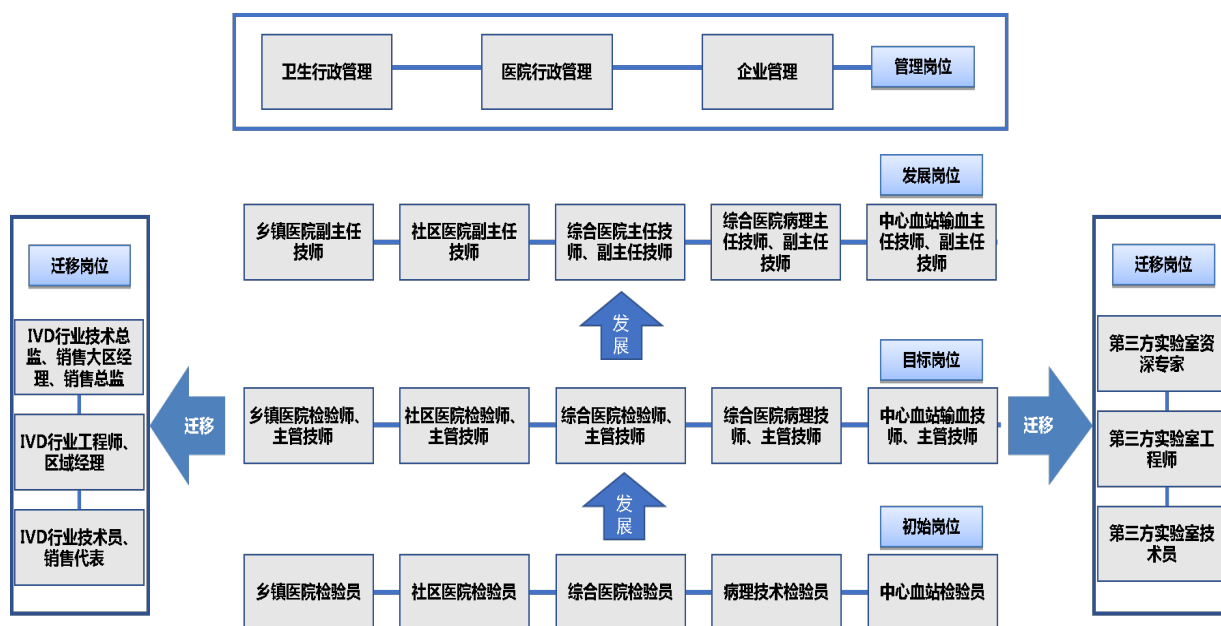 卫生行政管理
医院行政管理
企业管理
管理岗位
发展岗位
乡镇医院副主任
技师
社区医院副主任
技师
综合医院主任技
师、副主任技师
综合医院病理主
任技师、副主任
技师
中心血站输血主
任技师、副主任
技师
迁移岗位
IVD行业技术总
监、销售大区经
理、销售总监
IVD行业工程师、
区域经理
IVD行业技术员、
销售代表
迁移
发
展
目标岗位
乡镇医院检验师、
主管技师
社区医院检验师、
主管技师
综合医院检验师、
主管技师
综合医院病理技
师、主管技师
中心血站输血技
师、主管技师
发
展
初始岗位
乡镇医院检验员
社区医院检验员
综合医院检验员
病理技术检验员
中心血站检验员
迁移
迁移岗位
第三方实验室资
深专家
第三方实验室工
程师
第三方实验室技
术员